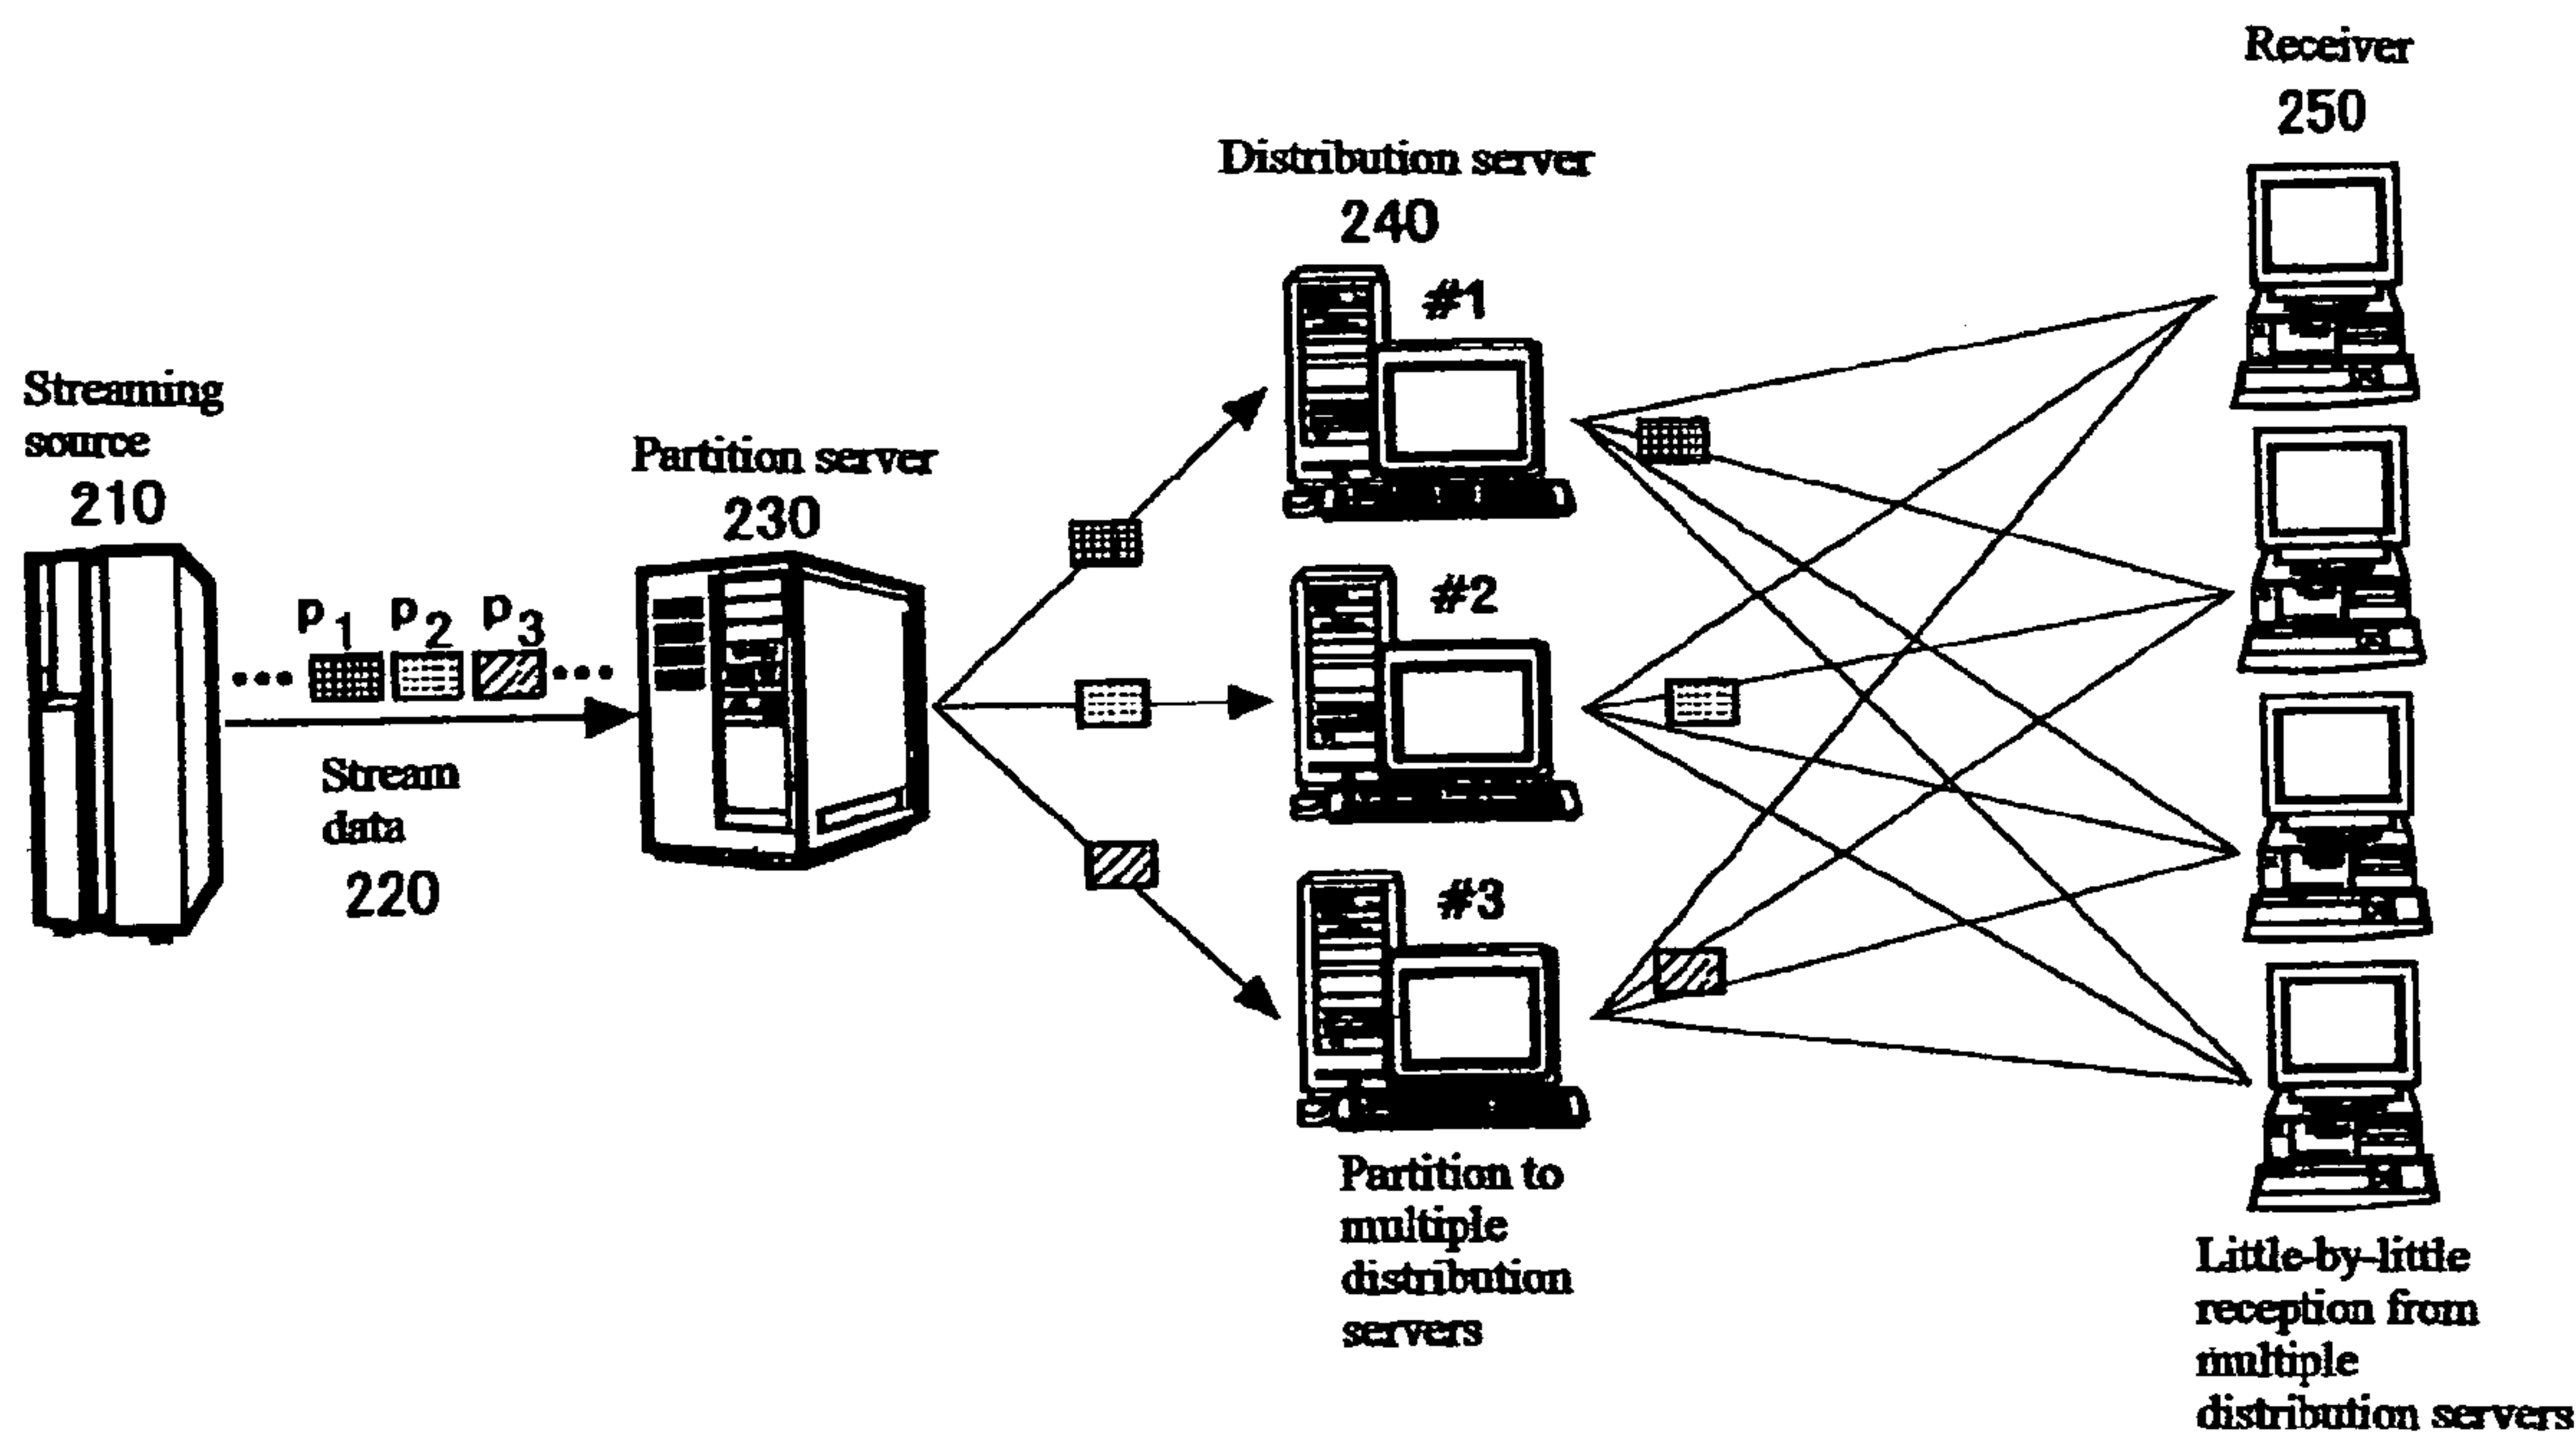 Streaming
source
210
p1 p2 p3
Stream
data
220
Partition server
230
Distribution server
240
#1
#2
#3
Partition to
multiple
distribution
servers
Receiver
250
Little-by-little
reception from
multiple
distribution servers